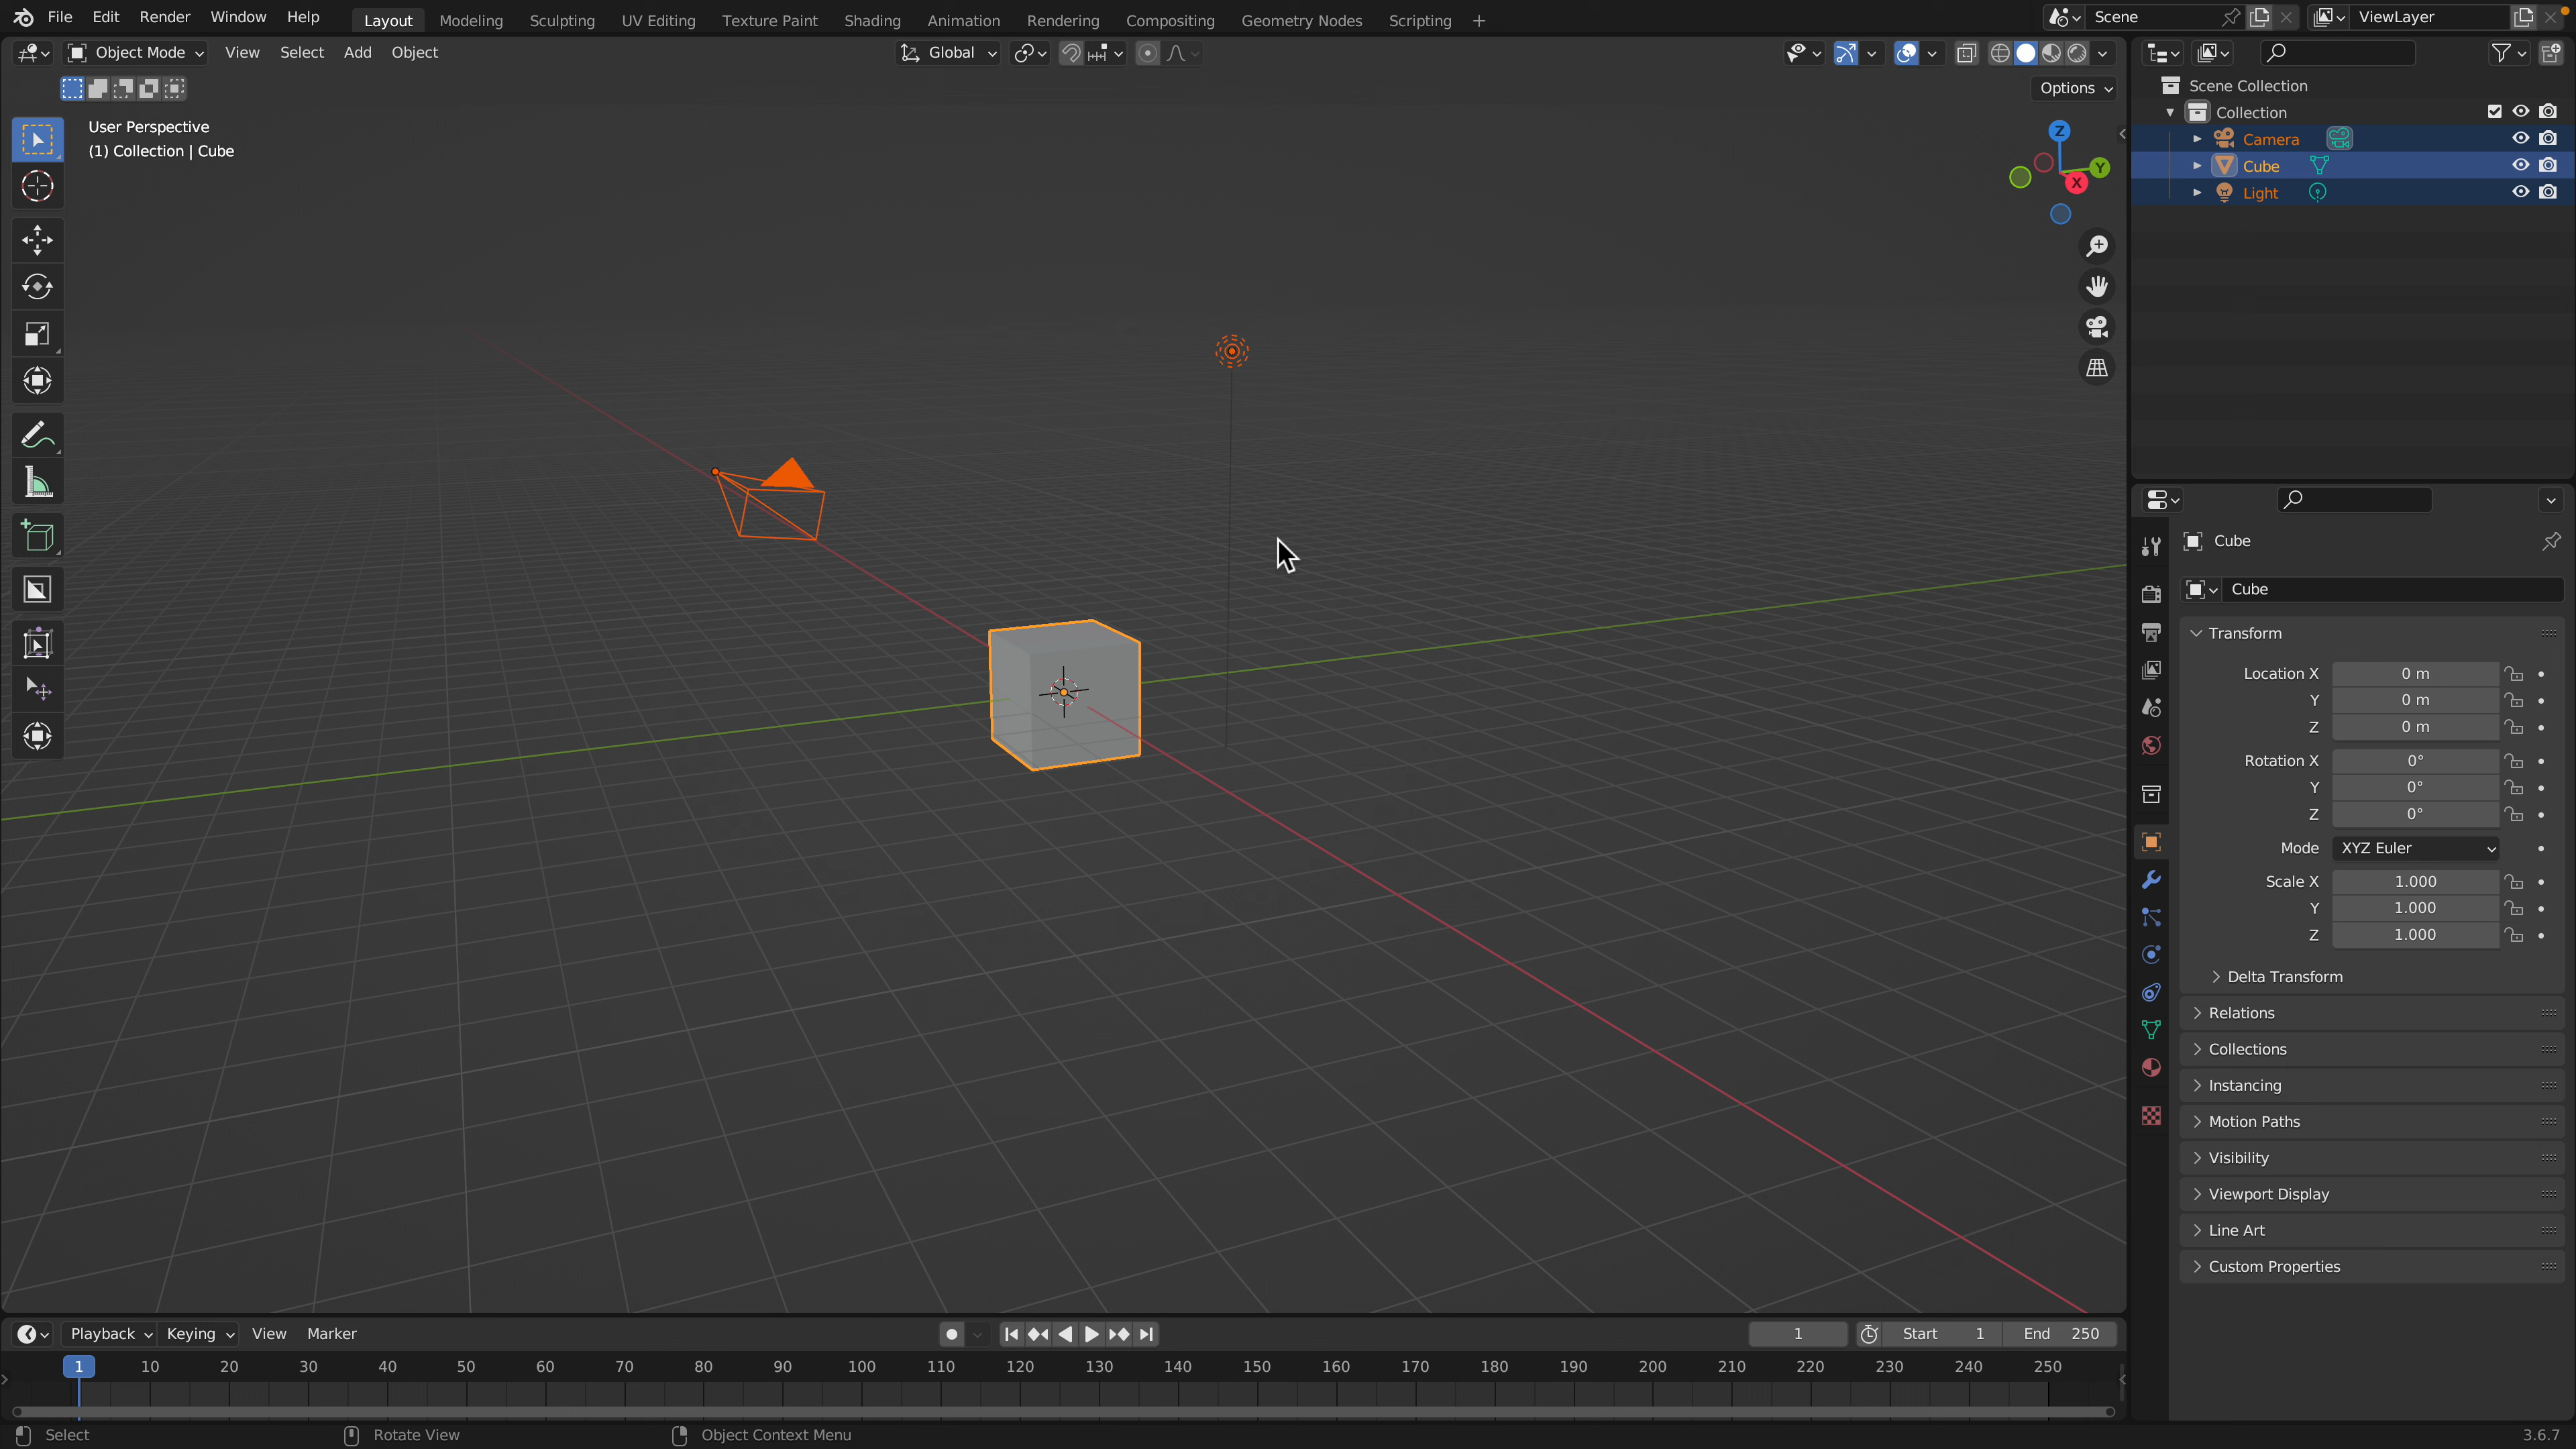 File Edit Render Window Help Layout Modeling Sculpting UV Editing Texture Paint Shading Animation Rendering Compositing Geometry Nodes Scripting + Scene ViewLayer
Object Mode View Select Add Object Global
Options
User Perspective
(1) Collection | Cube
Z
Y
X
Scene Collection
Collection
Camera
Cube
Light
Cube
Cube
Transform
Location X 0 m
Y 0 m
Z 0 m
Rotation X 0°
Y 0°
Z 0°
Mode XYZ Euler
Scale X 1.000
Y 1.000
Z 1.000
Delta Transform
Relations
Collections
Instancing
Motion Paths
Visibility
Viewport Display
Line Art
Custom Properties
Playback Keying View Marker 1 Start 1 End 250
1 10 20 30 40 50 60 70 80 90 100 110 120 130 140 150 160 170 180 190 200 210 220 230 240 250
Select Rotate View Object Context Menu 3.6.7